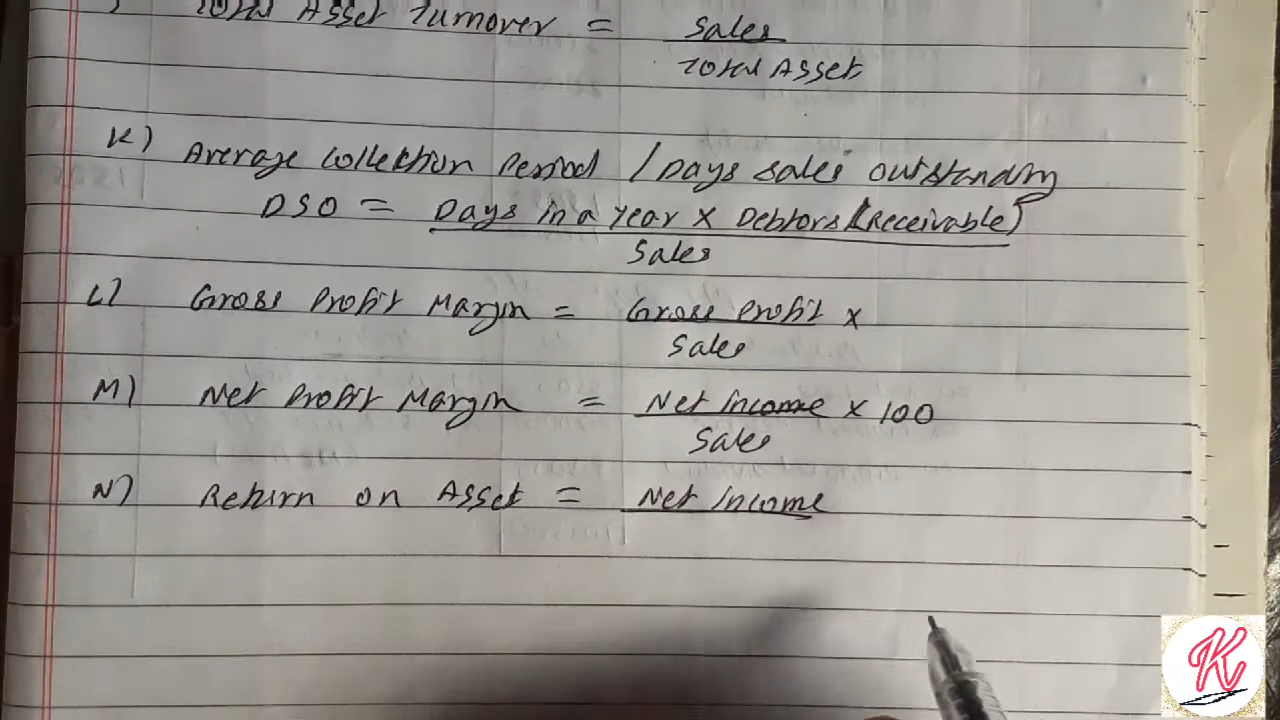 Total Asset Turnover = Sales
Total Asset
K) Average Collection Period / Days sales outstanding
DSO = Days in a year × Debtors (Receivable)
Sales
L) Gross Profit Margin = Gross Profit ×
Sales
M) Net Profit Margin = Net income × 100
Sales
N) Return on Asset = Net Income
K